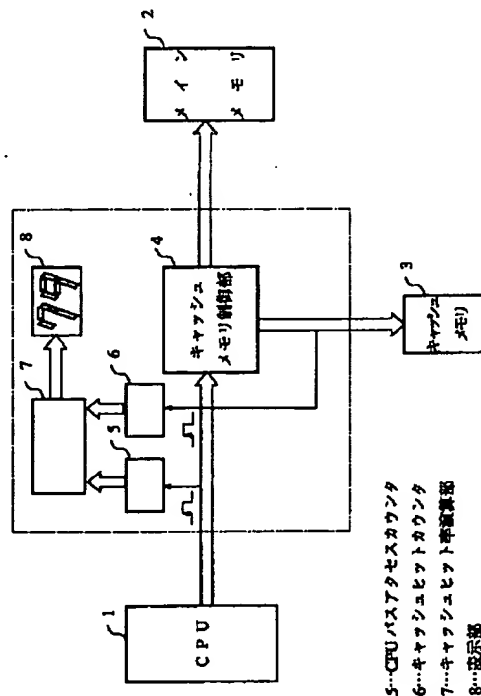 1
CPU
5
6
7
8
79
4
キャッシュ
メモリ制御部
2
メイン
メモリ
3
キャッシュ
メモリ
5…CPUバスアクセスカウンタ
6…キャッシュヒットカウンタ
7…キャッシュヒット率演算部
8…表示部